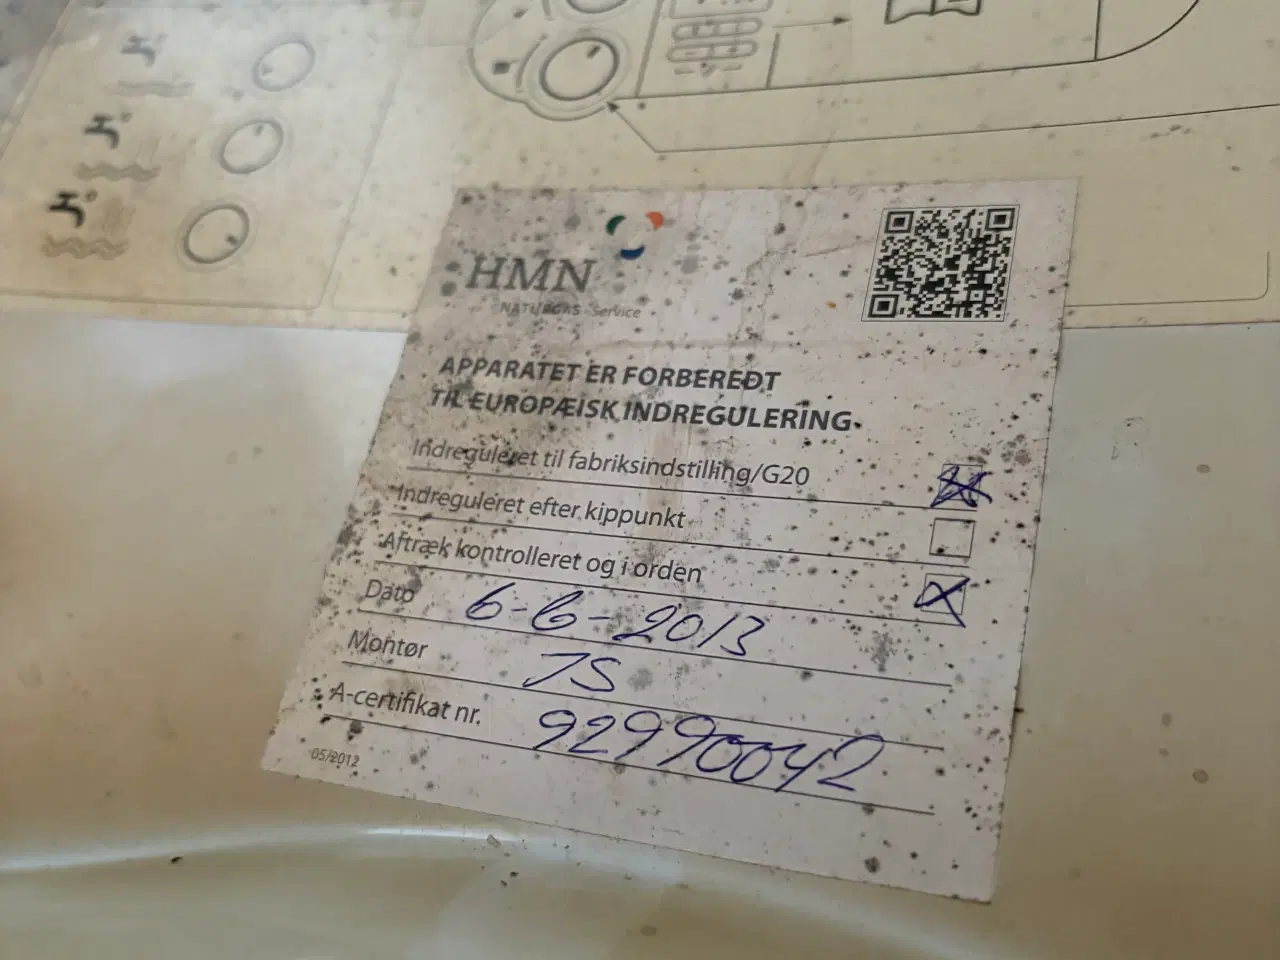 HMN
NATURGAS Service
APPARATET ER FORBEREDT
TIL EUROPÆISK INDREGULERING
Indreguleret til fabriksindstilling/G20
Indreguleret efter kippunkt
Aftræk kontrolleret og i orden
Dato 6-6-2013
Montør JS
A-certifikat nr. 92990042
05/2012